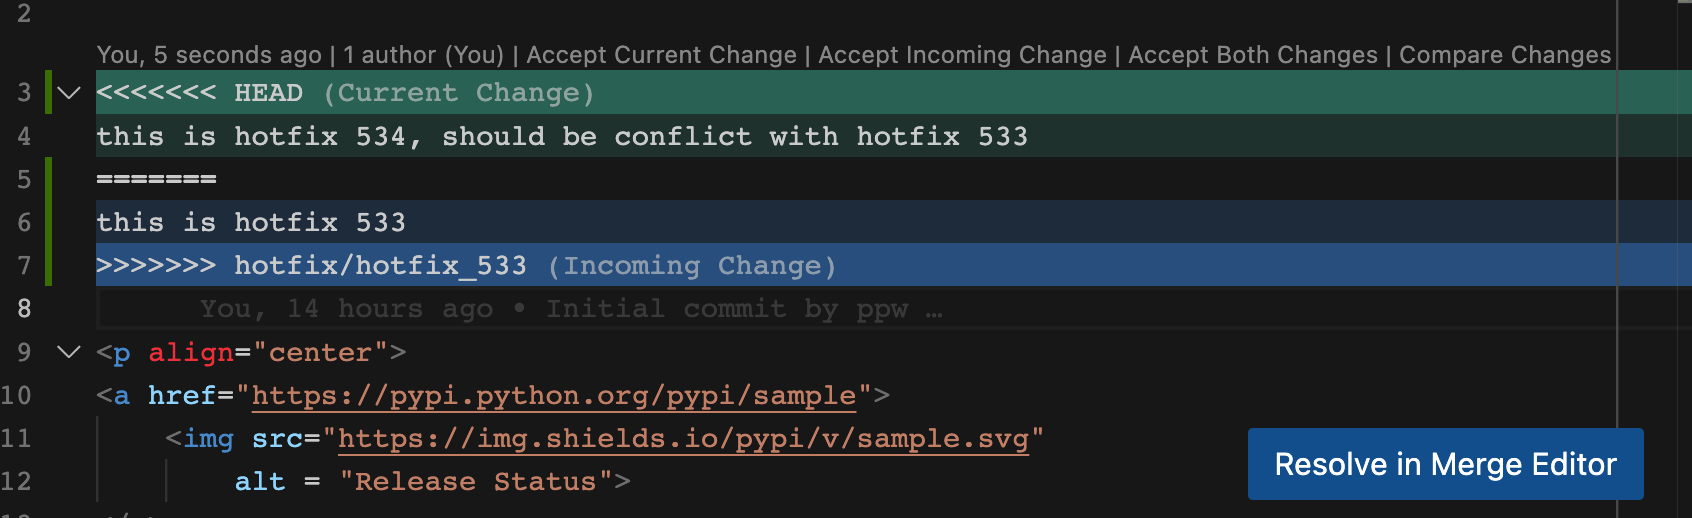 2
You, 5 seconds ago | 1 author (You) | Accept Current Change | Accept Incoming Change | Accept Both Changes | Compare Changes
3 <<<<<<< HEAD (Current Change)
4 this is hotfix 534, should be conflict with hotfix 533
5 =======
6 this is hotfix 533
7 >>>>>>> hotfix/hotfix_533 (Incoming Change)
8 You, 14 hours ago • Initial commit by ppw …
9 <p align="center">
10 <a href="https://pypi.python.org/pypi/sample">
11 <img src="https://img.shields.io/pypi/v/sample.svg"
12 alt = "Release Status">
Resolve in Merge Editor